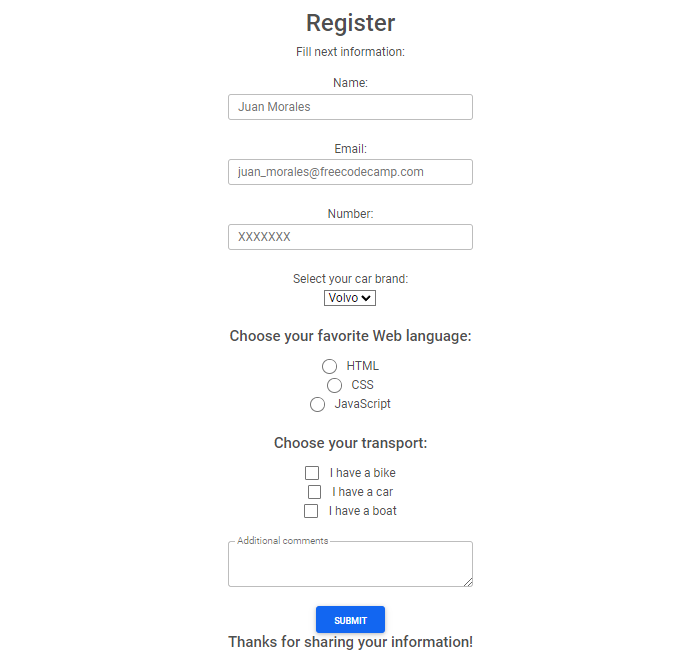 Register
Fill next information:
Name:
Juan Morales
Email:
juan_morales@freecodecamp.com
Number:
XXXXXXX
Select your car brand:
Volvo
Choose your favorite Web language:
HTML
CSS
JavaScript
Choose your transport:
I have a bike
I have a car
I have a boat
Additional comments
SUBMIT
Thanks for sharing your information!